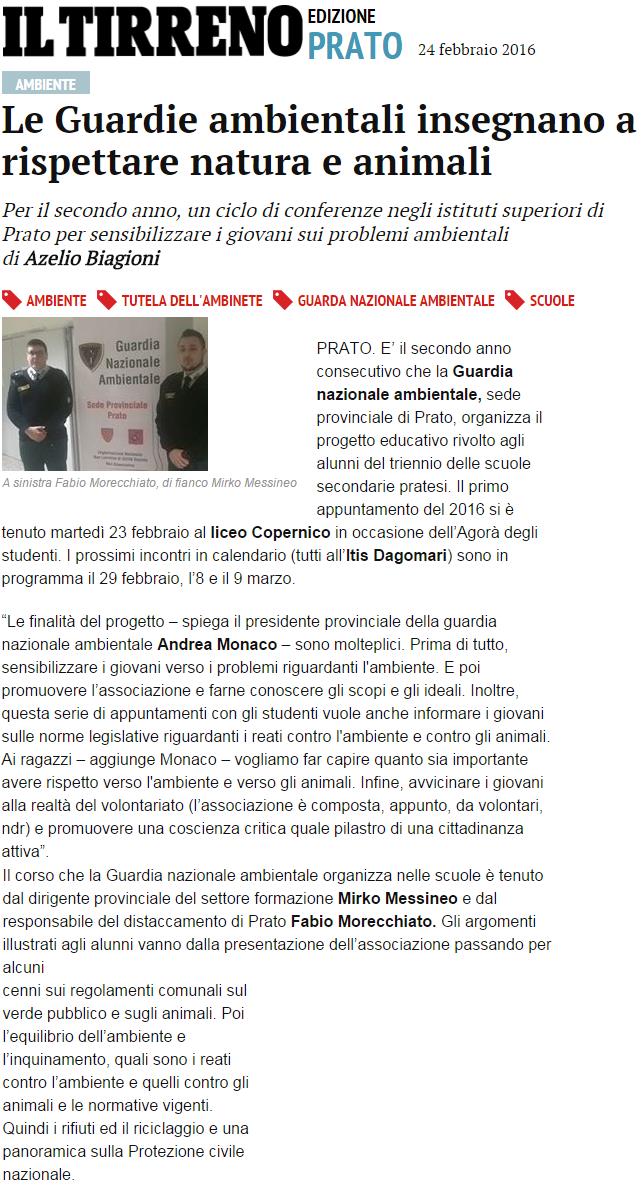 IL TIRRENO
EDIZIONE
PRATO
24 febbraio 2016
AMBIENTE
Le Guardie ambientali insegnano a
rispettare natura e animali
Per il secondo anno, un ciclo di conferenze negli istituti superiori di
Prato per sensibilizzare i giovani sui problemi ambientali
di Azelio Biagioni
AMBIENTE TUTELA DELL'AMBINETE GUARDA NAZIONALE AMBIENTALE SCUOLE
Guardia
Nazionale
Ambientale
Sede Provinciale
Prato
A sinistra Fabio Morecchiato, di fianco Mirko Messineo
PRATO. E' il secondo anno
consecutivo che la Guardia
nazionale ambientale, sede
provinciale di Prato, organizza il
progetto educativo rivolto agli
alunni del triennio delle scuole
secondarie pratesi. Il primo
appuntamento del 2016 si è
tenuto martedì 23 febbraio al liceo Copernico in occasione dell'Agorà degli
studenti. I prossimi incontri in calendario (tutti all'Itis Dagomari) sono in
programma il 29 febbraio, l'8 e il 9 marzo.
“Le finalità del progetto – spiega il presidente provinciale della guardia
nazionale ambientale Andrea Monaco – sono molteplici. Prima di tutto,
sensibilizzare i giovani verso i problemi riguardanti l'ambiente. E poi
promuovere l'associazione e farne conoscere gli scopi e gli ideali. Inoltre,
questa serie di appuntamenti con gli studenti vuole anche informare i giovani
sulle norme legislative riguardanti i reati contro l'ambiente e contro gli animali.
Ai ragazzi – aggiunge Monaco – vogliamo far capire quanto sia importante
avere rispetto verso l'ambiente e verso gli animali. Infine, avvicinare i giovani
alla realtà del volontariato (l'associazione è composta, appunto, da volontari,
ndr) e promuovere una coscienza critica quale pilastro di una cittadinanza
attiva”.
Il corso che la Guardia nazionale ambientale organizza nelle scuole è tenuto
dal dirigente provinciale del settore formazione Mirko Messineo e dal
responsabile del distaccamento di Prato Fabio Morecchiato. Gli argomenti
illustrati agli alunni vanno dalla presentazione dell'associazione passando per
alcuni
cenni sui regolamenti comunali sul
verde pubblico e sugli animali. Poi
l'equilibrio dell'ambiente e
l'inquinamento, quali sono i reati
contro l'ambiente e quelli contro gli
animali e le normative vigenti.
Quindi i rifiuti ed il riciclaggio e una
panoramica sulla Protezione civile
nazionale.